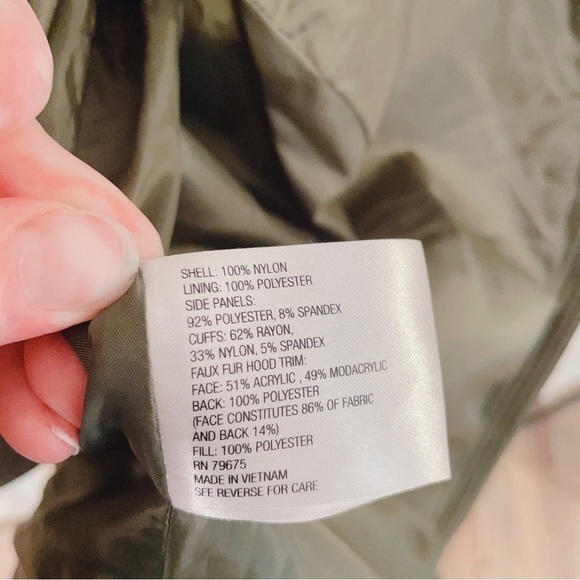 SHELL: 100% NYLON
LINING: 100% POLYESTER
SIDE PANELS:
92% POLYESTER, 8% SPANDEX
CUFFS: 62% RAYON,
33% NYLON, 5% SPANDEX
FAUX FUR HOOD TRIM:
FACE: 51% ACRYLIC , 49% MODACRYLIC
BACK: 100% POLYESTER
(FACE CONSTITUTES 86% OF FABRIC
AND BACK 14%)
FILL: 100% POLYESTER
RN 79675
MADE IN VIETNAM
SEE REVERSE FOR CARE